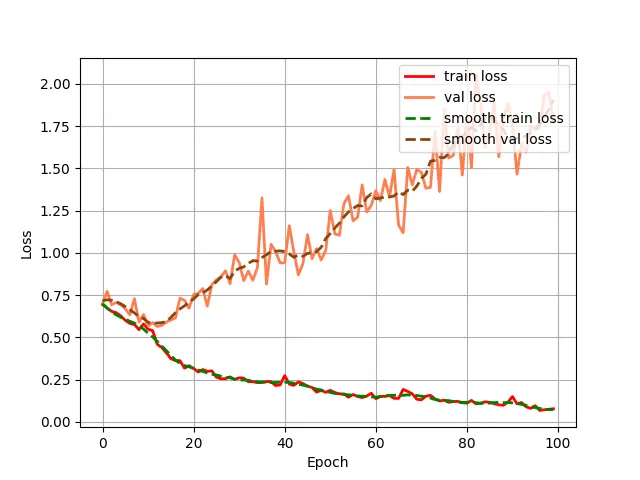 train loss
val loss
smooth train loss
smooth val loss
2.00
1.75
1.50
1.25
1.00
0.75
0.50
0.25
0.00
Loss
0 20 40 60 80 100
Epoch